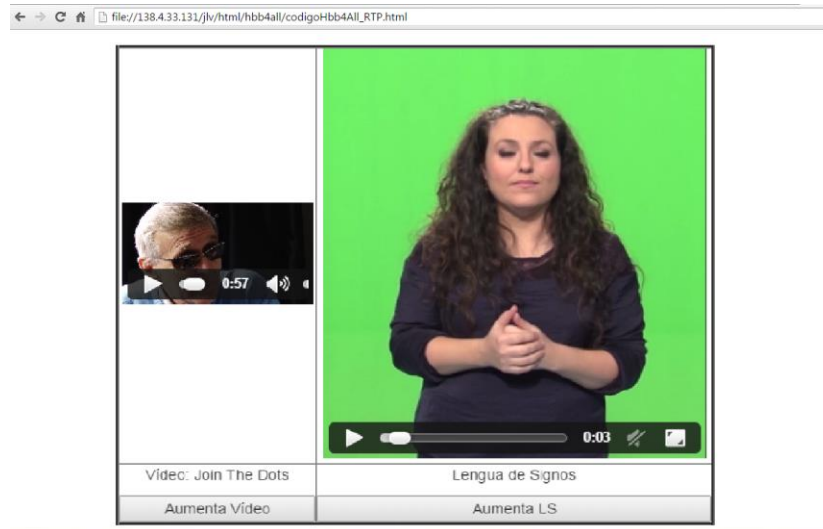 file://138.4.33.131/jlv/html/hbb4all/codigoHbb4All_RTP.html
0:57
0:03
Vídeo: Join The Dots
Lengua de Signos
Aumenta Vídeo
Aumenta LS